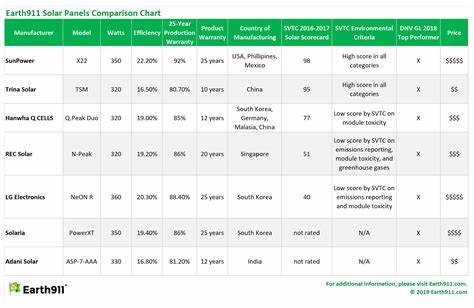 Earth911 Solar Panels Comparison Chart
Manufacturer Model Watts Efficiency 25-Year Production Warranty Product Warranty Country of Manufacturing SVTC 2016-2017 Solar Scorecard SVTC Environmental Criteria DNV GL 2018 Top Performer Price
SunPower X22 350 22.20% 92% 25 years USA, Phillipines, Mexico 98 High score in all categories X $$$$$
Trina Solar TSM 320 16.50% 80.70% 10 years China 95 High score in all categories X $$
Hanwha Q CELLS Q.Peak Duo 320 19.00% 85% 12 years South Korea, Germany, Malasia, China 77 Low score by SVTC on module toxicity X $$$
REC Solar N-Peak 320 19.20% 86% 20 years Singapore 51 Low score by SVTC on emissions reporting, module toxicity, and greenhouse gases X $$$
LG Electronics NeON R 360 20.30% 88.40% 25 years South Korea 40 Low score by SVTC on emissions reporting and module toxicity X $$$$$
Solaria PowerXT 350 19.40% 86% 25 years South Korea not rated N/A X $$$$
Adani Solar ASP-7-AAA 330 16.80% 81.20% 12 years India not rated N/A X $
Earth911
For additional information, please visit Earth911.com.
© 2019 Earth911.com